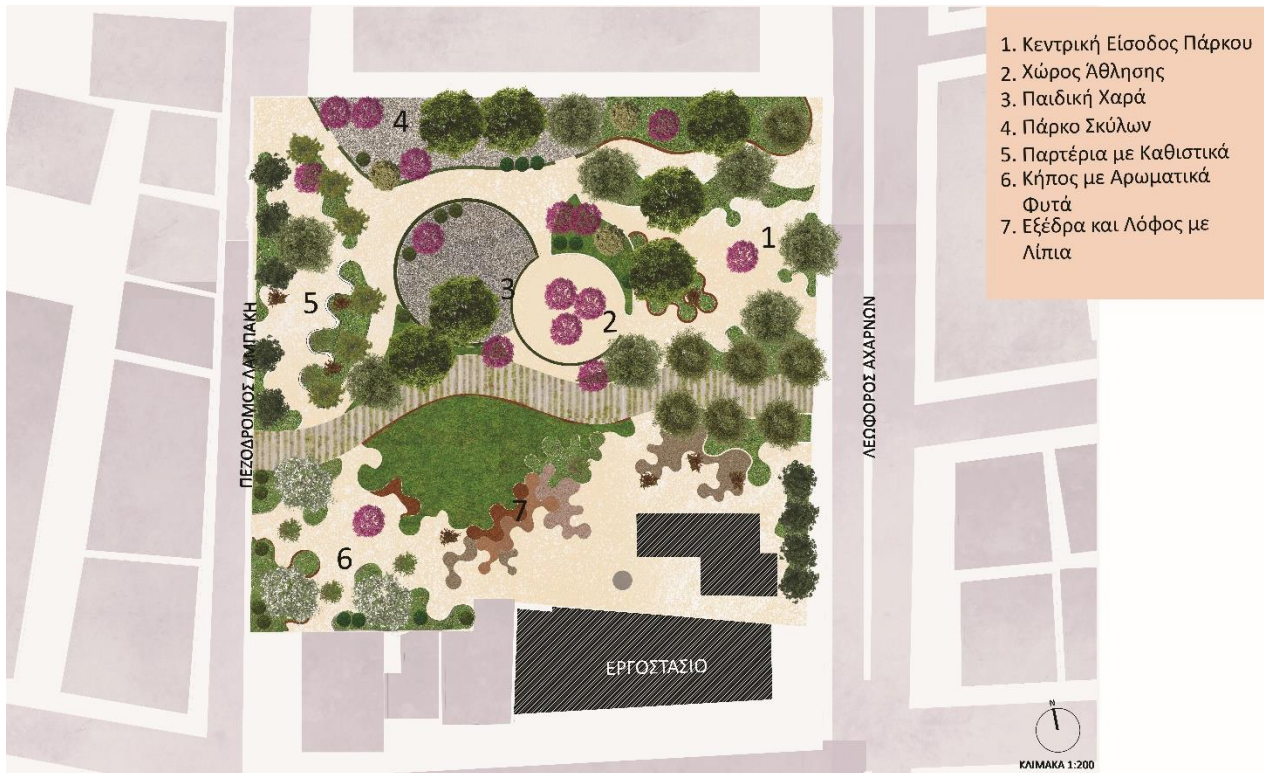 1. Κεντρική Είσοδος Πάρκου
2. Χώρος Άθλησης
3. Παιδική Χαρά
4. Πάρκο Σκύλων
5. Παρτέρια με Καθιστικά
6. Κήπος με Αρωματικά
Φυτά
7. Εξέδρα και Λόφος με
Λίπια
4
1
5
3
2
ΠΕΖΟΔΡΟΜΟΣ ΛΑΜΠΑΚΗ
ΛΕΩΦΟΡΟΣ ΑΧΑΡΝΩΝ
7
6
ΕΡΓΟΣΤΑΣΙΟ
N
ΚΛΙΜΑΚΑ 1:200